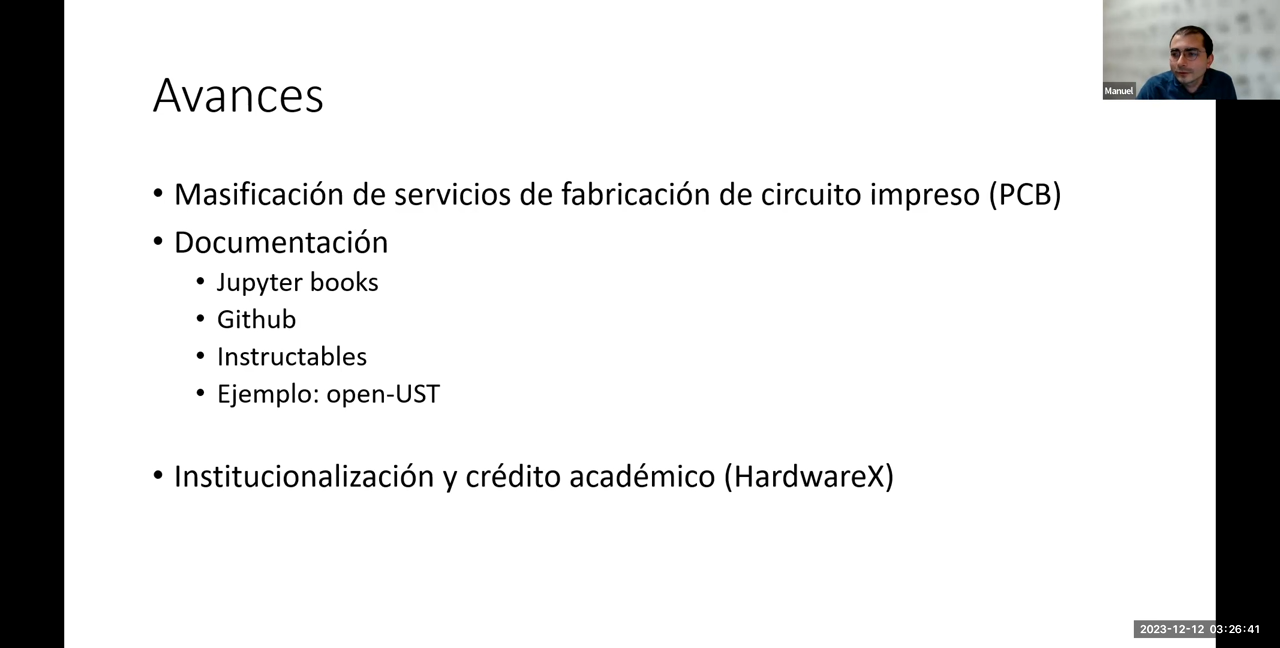 Avances
Manuel
• Masificación de servicios de fabricación de circuito impreso (PCB)
• Documentación
• Jupyter books
• Github
• Instructables
• Ejemplo: open-UST
• Institucionalización y crédito académico (HardwareX)
2023-12-12 03:26:41